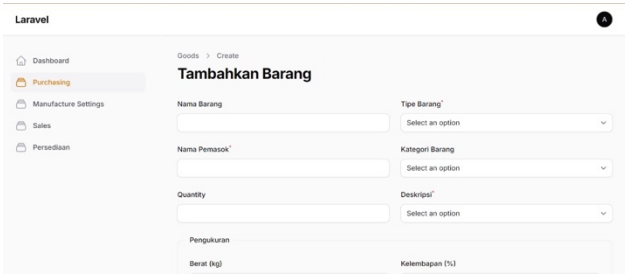 Laravel
A
Dashboard
Purchasing
Manufacture Settings
Sales
Persediaan
Goods > Create
Tambahkan Barang
Nama Barang
Tipe Barang*
Select an option
Nama Pemasok*
Kategori Barang
Select an option
Quantity
Deskripsi*
Select an option
Pengukuran
Berat (kg)
Kelembapan (%)